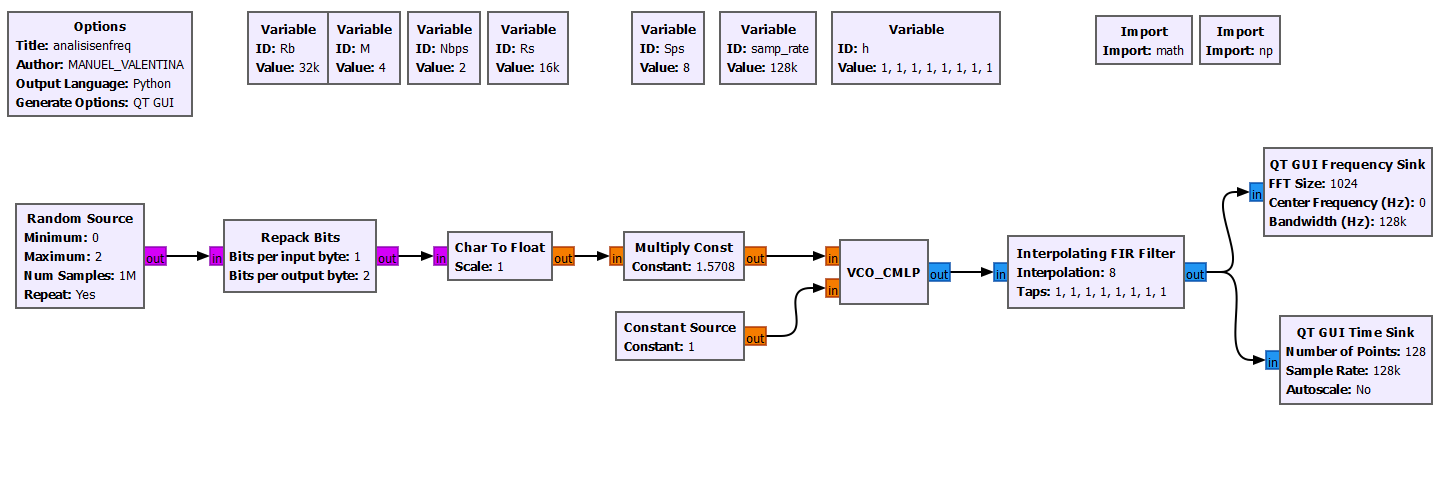 Options
Title: analisisenfreq
Author: MANUEL_VALENTINA
Output Language: Python
Generate Options: QT GUI
Variable
ID: Rb
Value: 32k
Variable
ID: M
Value: 4
Variable
ID: Nbps
Value: 2
Variable
ID: Rs
Value: 16k
Variable
ID: Sps
Value: 8
Variable
ID: samp_rate
Value: 128k
Variable
ID: h
Value: 1, 1, 1, 1, 1, 1, 1, 1
Import
Import: math
Import
Import: np
Random Source
Minimum: 0
Maximum: 2
Num Samples: 1M
Repeat: Yes
out
in
Repack Bits
Bits per input byte: 1
Bits per output byte: 2
out
in
Char To Float
Scale: 1
out
in
Multiply Const
Constant: 1.5708
out
Constant Source
Constant: 1
out
in
in
VCO_CMLP
out
in
Interpolating FIR Filter
Interpolation: 8
Taps: 1, 1, 1, 1, 1, 1, 1, 1
out
in
QT GUI Frequency Sink
FFT Size: 1024
Center Frequency (Hz): 0
Bandwidth (Hz): 128k
in
QT GUI Time Sink
Number of Points: 128
Sample Rate: 128k
Autoscale: No